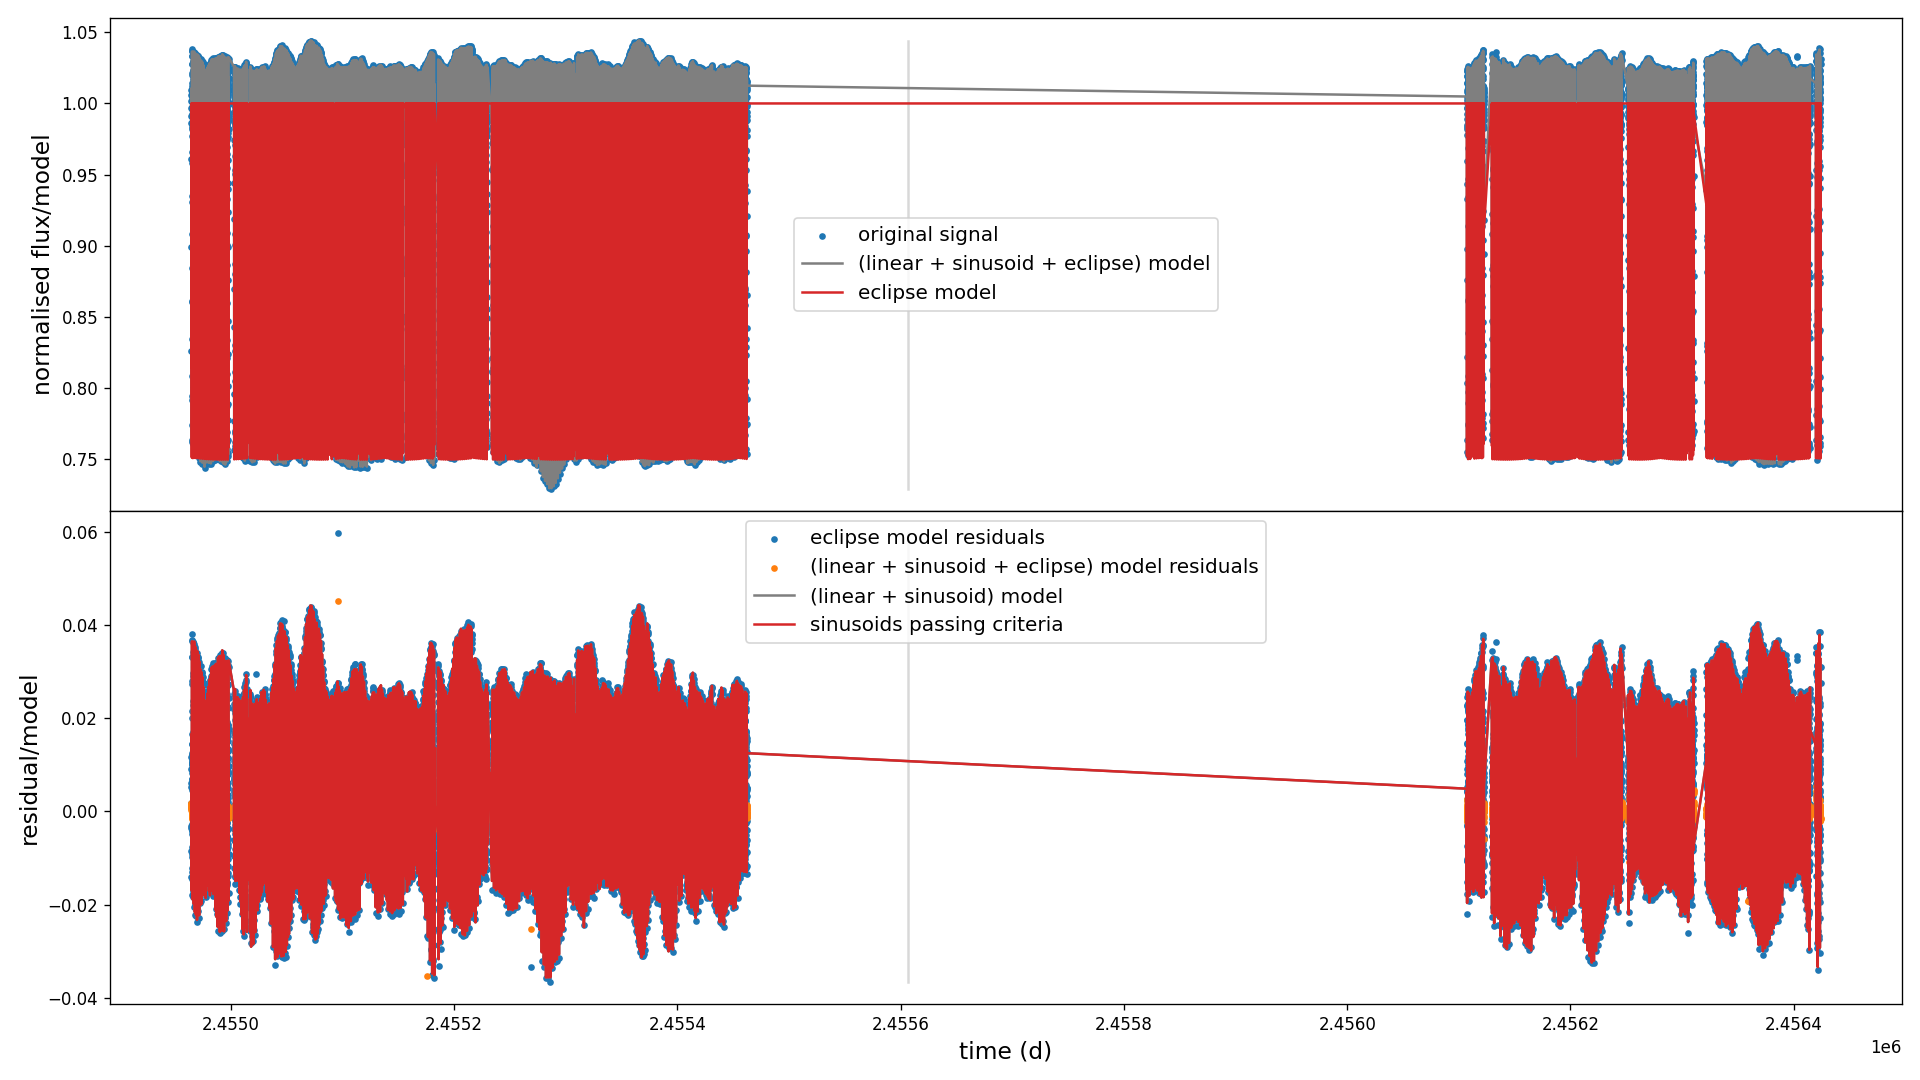 1.05
1.00
0.95
0.90
0.85
0.80
0.75
normalised flux/model
original signal
(linear + sinusoid + eclipse) model
eclipse model
0.06
0.04
0.02
0.00
−0.02
−0.04
residual/model
eclipse model residuals
(linear + sinusoid + eclipse) model residuals
(linear + sinusoid) model
sinusoids passing criteria
2.4550 2.4552 2.4554 2.4556 2.4558 2.4560 2.4562 2.4564
time (d)
1e6